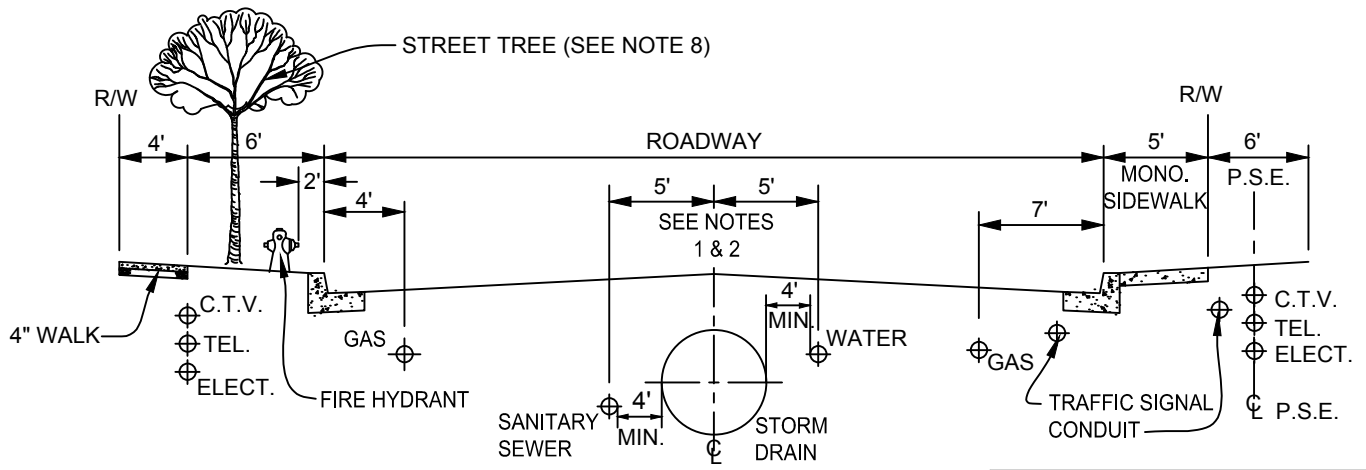 STREET TREE (SEE NOTE 8)
R/W
R/W
4'
6'
ROADWAY
5'
6'
MONO.
SIDEWALK
P.S.E.
2'
4'
5'
5'
7'
SEE NOTES
1 & 2
4'
MIN.
C.T.V.
TEL.
ELECT.
4" WALK
GAS
FIRE HYDRANT
WATER
GAS
C.T.V.
TEL.
ELECT.
SANITARY
SEWER
4'
MIN.
STORM
DRAIN
TRAFFIC SIGNAL
CONDUIT
℄
℄ P.S.E.